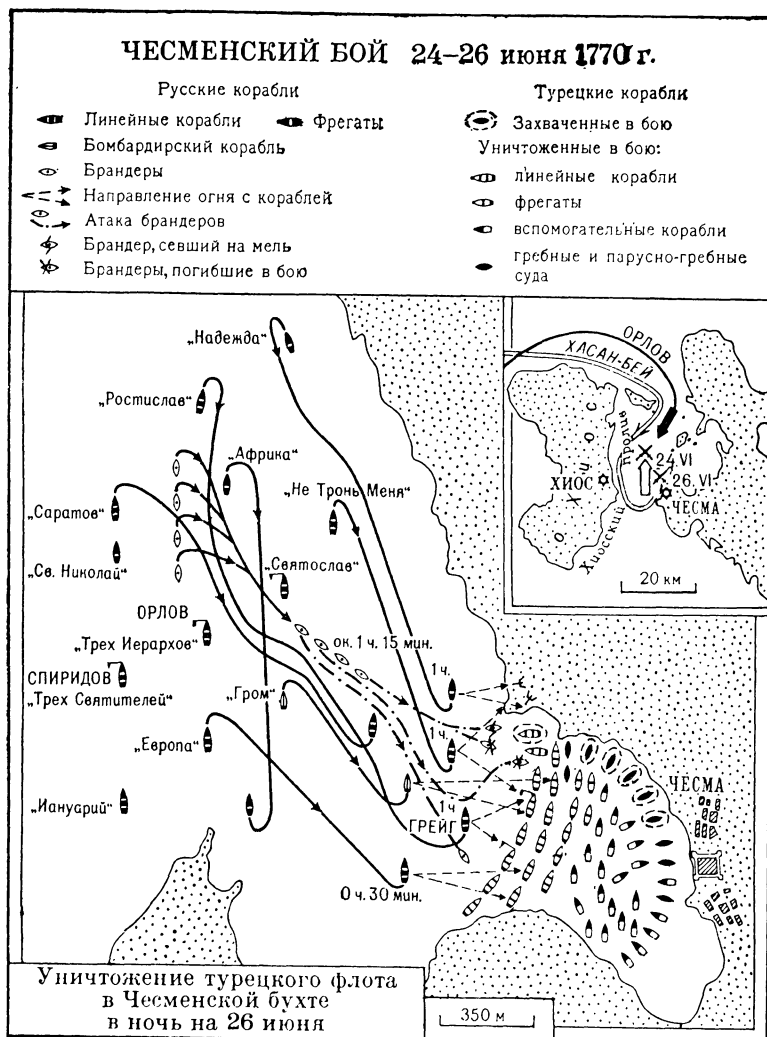 ЧЕСМЕНСКИЙ БОЙ 24–26 июня 1770 г.
Русские корабли
Линейные корабли
Фрегаты
Бомбардирский корабль
Брандеры
Направление огня с кораблей
Атака брандеров
Брандер, севший на мель
Брандеры, погибшие в бою
Турецкие корабли
Захваченные в бою
Уничтоженные в бою:
линейные корабли
фрегаты
вспомогательные корабли
гребные и парусно-гребные
суда
„Надежда“
„Ростислав“
„Африка“
„Не Тронь Меня“
„Саратов“
„Св. Николай“
„Святослав“
ОРЛОВ
„Трех Иерархов“
ок. 1 ч. 15 мин.
СПИРИДОВ
„Трех Святителей“
„Гром“
1 ч.
„Европа“
1 ч.
„Иануарий“
1 ч
ГРЕЙГ
0 ч. 30 мин.
ЧЕСМА
ОРЛОВ
ХАСАН-БЕЙ
Хиосский
пролив
24.VI
26.VI
ХИОС
о. Хиос
ЧЕСМА
20 км
Уничтожение турецкого флота
в Чесменской бухте
в ночь на 26 июня
350 м